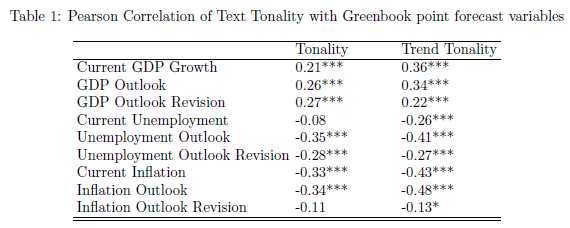 Table 1: Pearson Correlation of Text Tonality with Greenbook point forecast variables
Tonality Trend Tonality
Current GDP Growth 0.21*** 0.36***
GDP Outlook 0.26*** 0.34***
GDP Outlook Revision 0.27*** 0.22***
Current Unemployment -0.08 -0.26***
Unemployment Outlook -0.35*** -0.41***
Unemployment Outlook Revision -0.28*** -0.27***
Current Inflation -0.33*** -0.43***
Inflation Outlook -0.34*** -0.48***
Inflation Outlook Revision -0.11 -0.13*